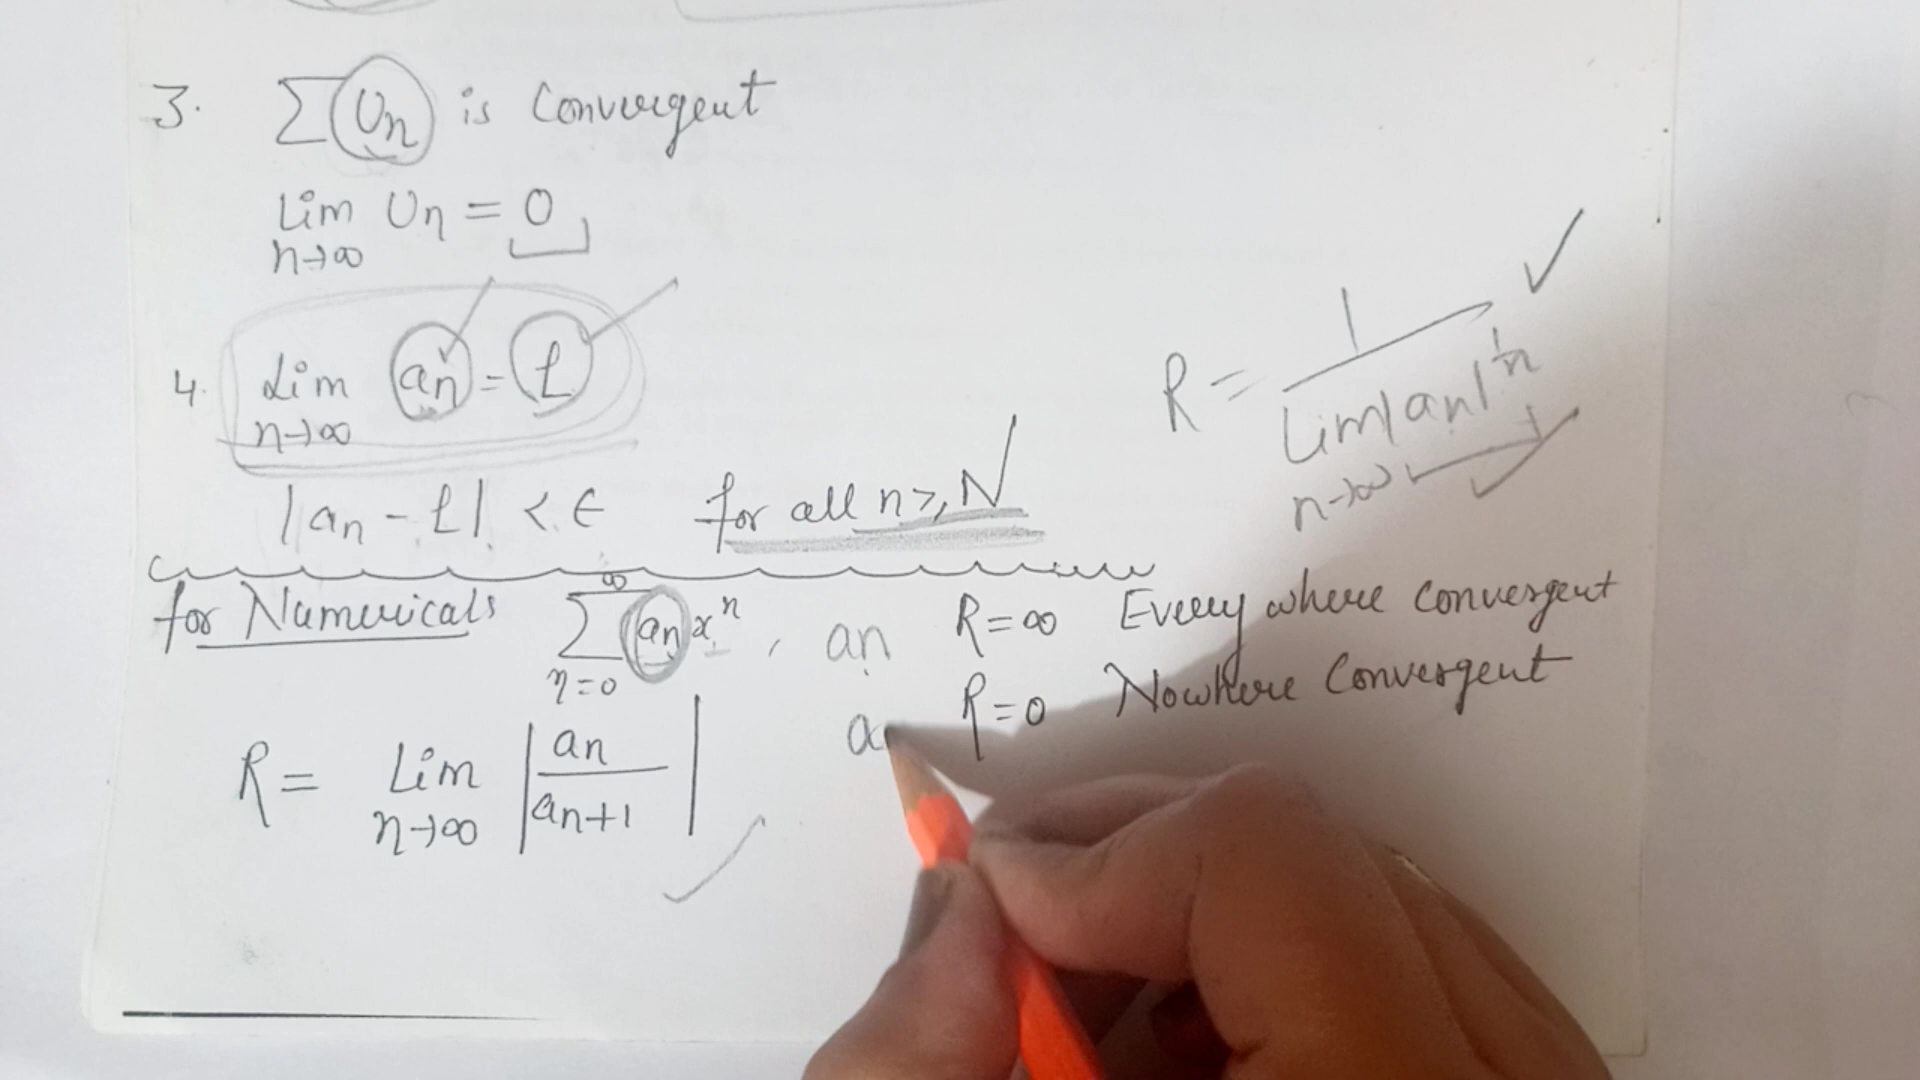 3. ∑ Un is Convergent
Lim Un = 0
n→∞
4. Lim an = L
n→∞
|an - L| < ϵ for all n ≥ N
R = 1
Lim |an|^1/n
n→∞
for Numericals ∑ an x^n , an
∞
n=0
R=∞ Every where convergent
R=0 Nowhere Convergent
a
R = Lim | an / an+1 |
n→∞